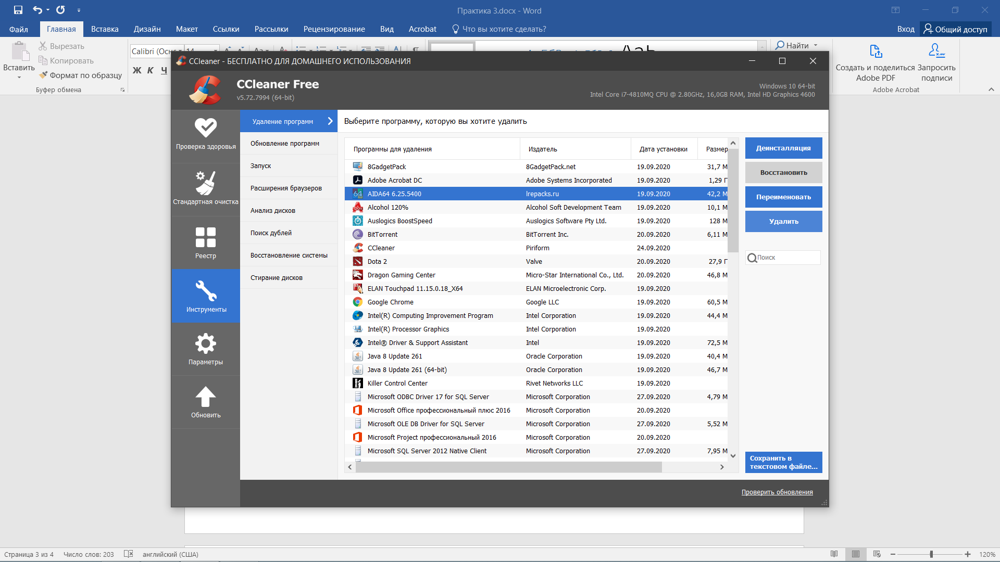 Практика 3.docx - Word
Файл
Главная
Вставка
Дизайн
Макет
Ссылки
Рассылки
Рецензирование
Вид
Acrobat
Что вы хотите сделать?
Вход
Общий доступ
Вставить
Вырезать
Копировать
Формат по образцу
Буфер обмена
Calibri (Осн
14
Ж К Ч
Найти
Создать и поделиться
Adobe PDF
Запросить
подписи
Adobe Acrobat
CCleaner - БЕСПЛАТНО ДЛЯ ДОМАШНЕГО ИСПОЛЬЗОВАНИЯ
CCleaner Free
v5.72.7994 (64-bit)
Windows 10 64-bit
Intel Core i7-4810MQ CPU @ 2.80GHz, 16,0GB RAM, Intel HD Graphics 4600
Проверка здоровья
Стандартная очистка
Реестр
Инструменты
Параметры
Обновить
Удаление программ
Обновление программ
Запуск
Расширения браузеров
Анализ дисков
Поиск дублей
Восстановление системы
Стирание дисков
Выберите программу, которую вы хотите удалить
Программы для удаления Издатель Дата установки Размер
8GadgetPack 8GadgetPack.net 19.09.2020 31,7 М
Adobe Acrobat DC Adobe Systems Incorporated 19.09.2020 1,29 Г
AIDA64 6.25.5400 lrepacks.ru 19.09.2020 42,2 М
Alcohol 120% Alcohol Soft Development Team 19.09.2020 10,1 М
Auslogics BoostSpeed Auslogics Software Pty Ltd. 19.09.2020 128 М
BitTorrent BitTorrent Inc. 20.09.2020 6,11 М
CCleaner Piriform 24.09.2020
Dota 2 Valve 20.09.2020 27,9 Г
Dragon Gaming Center Micro-Star International Co., Ltd. 20.09.2020 46,8 М
ELAN Touchpad 11.15.0.18_X64 ELAN Microelectronic Corp. 19.09.2020
Google Chrome Google LLC 19.09.2020 60,5 М
Intel(R) Computing Improvement Program Intel Corporation 19.09.2020 44,4 М
Intel(R) Processor Graphics Intel Corporation 19.09.2020
Intel® Driver & Support Assistant Intel 19.09.2020 72,5 М
Java 8 Update 261 Oracle Corporation 19.09.2020 40,4 М
Java 8 Update 261 (64-bit) Oracle Corporation 19.09.2020 46,7 М
Killer Control Center Rivet Networks LLC 19.09.2020
Microsoft ODBC Driver 17 for SQL Server Microsoft Corporation 27.09.2020 4,79 М
Microsoft Office профессиональный плюс 2016 Microsoft Corporation 20.09.2020
Microsoft OLE DB Driver for SQL Server Microsoft Corporation 27.09.2020 5,52 М
Microsoft Project профессиональный 2016 Microsoft Corporation 20.09.2020
Microsoft SQL Server 2012 Native Client Microsoft Corporation 27.09.2020 7,95 М
Деинсталляция
Восстановить
Переименовать
Удалить
Поиск
Сохранить в
текстовом файле...
Проверить обновления
Страница 3 из 4
Число слов: 203
английский (США)
120%